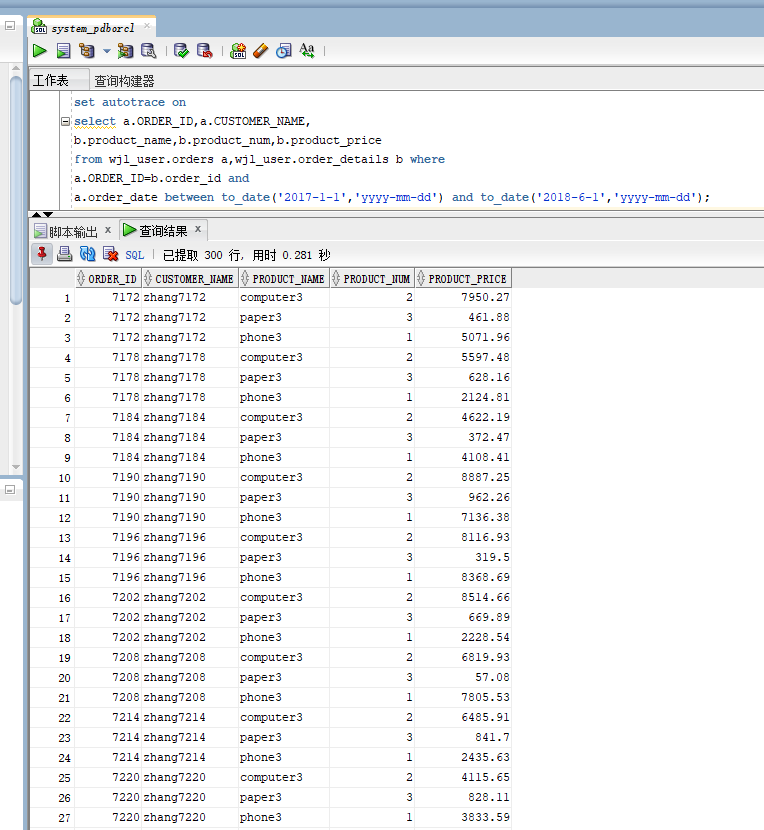 system_pdborcl
工作表 查询构建器
set autotrace on
select a.ORDER_ID,a.CUSTOMER_NAME,
b.product_name,b.product_num,b.product_price
from wjl_user.orders a,wjl_user.order_details b where
a.ORDER_ID=b.order_id and
a.order_date between to_date('2017-1-1','yyyy-mm-dd') and to_date('2018-6-1','yyyy-mm-dd');
脚本输出 x 查询结果 x
SQL | 已提取 300 行, 用时 0.281 秒
ORDER_ID CUSTOMER_NAME PRODUCT_NAME PRODUCT_NUM PRODUCT_PRICE
1 7172 zhang7172 computer3 2 7950.27
2 7172 zhang7172 paper3 3 461.88
3 7172 zhang7172 phone3 1 5071.96
4 7178 zhang7178 computer3 2 5597.48
5 7178 zhang7178 paper3 3 628.16
6 7178 zhang7178 phone3 1 2124.81
7 7184 zhang7184 computer3 2 4622.19
8 7184 zhang7184 paper3 3 372.47
9 7184 zhang7184 phone3 1 4108.41
10 7190 zhang7190 computer3 2 8887.25
11 7190 zhang7190 paper3 3 962.26
12 7190 zhang7190 phone3 1 7136.38
13 7196 zhang7196 computer3 2 8116.93
14 7196 zhang7196 paper3 3 319.5
15 7196 zhang7196 phone3 1 8368.69
16 7202 zhang7202 computer3 2 8514.66
17 7202 zhang7202 paper3 3 669.89
18 7202 zhang7202 phone3 1 2228.54
19 7208 zhang7208 computer3 2 6819.93
20 7208 zhang7208 paper3 3 57.08
21 7208 zhang7208 phone3 1 7805.53
22 7214 zhang7214 computer3 2 6485.91
23 7214 zhang7214 paper3 3 841.7
24 7214 zhang7214 phone3 1 2435.63
25 7220 zhang7220 computer3 2 4115.65
26 7220 zhang7220 paper3 3 828.11
27 7220 zhang7220 phone3 1 3833.59